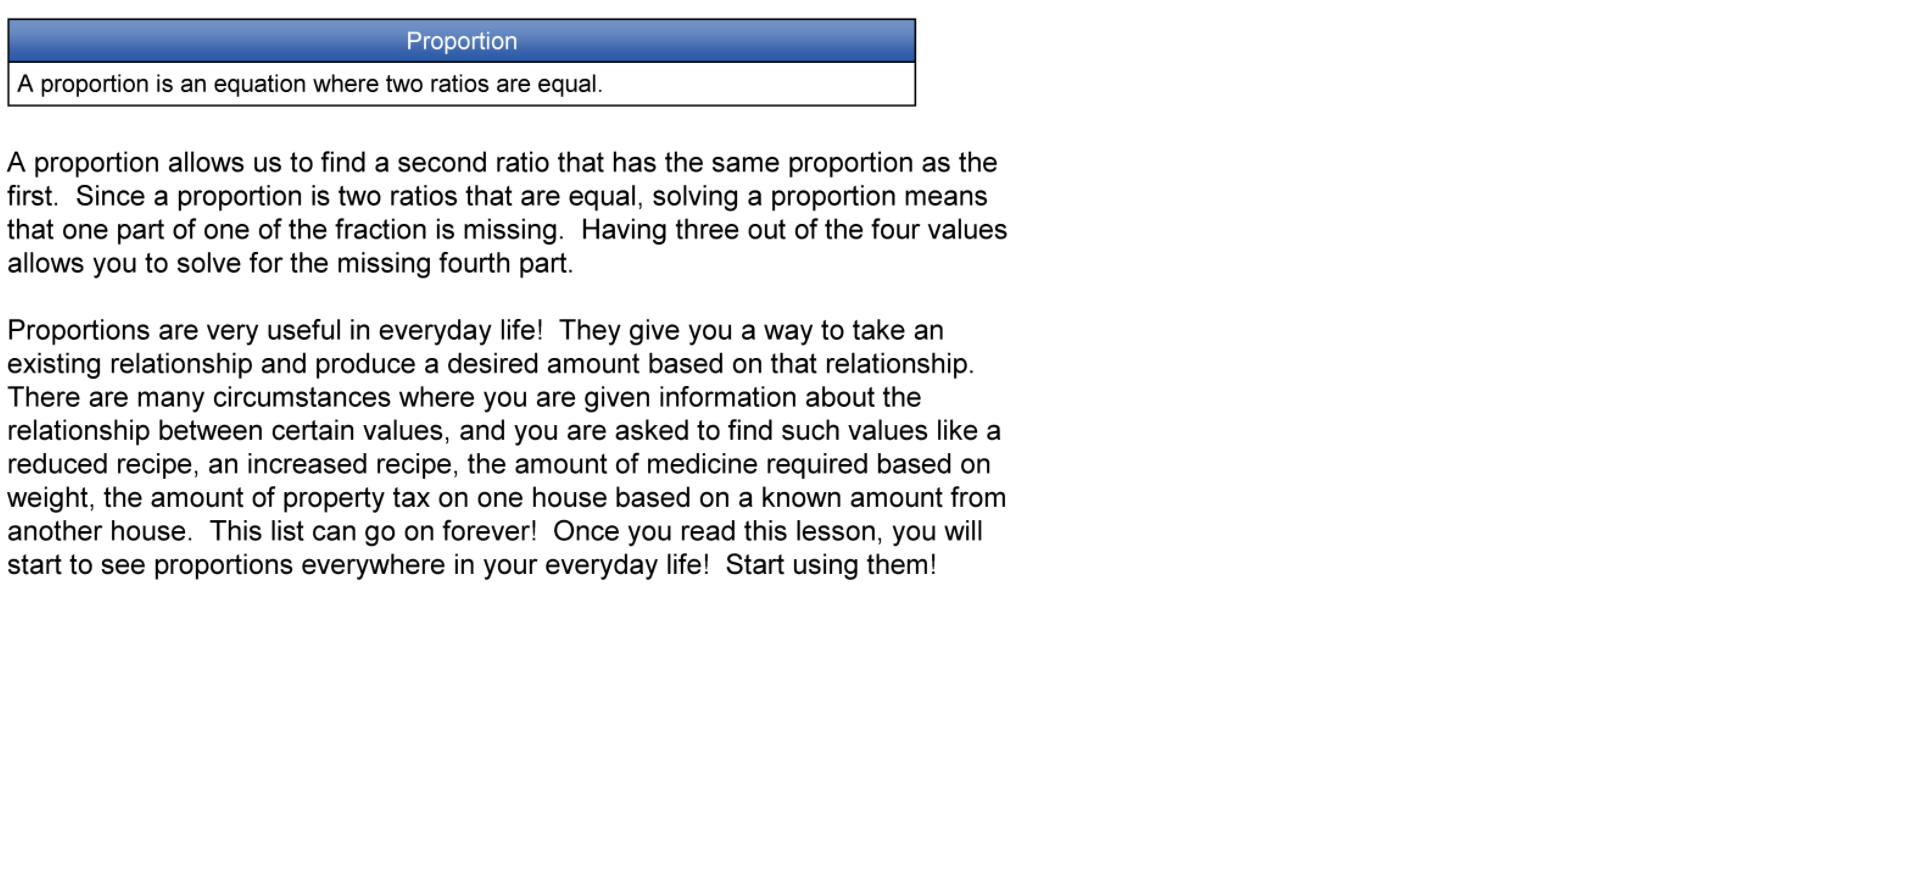 Proportion
A proportion is an equation where two ratios are equal.
A proportion allows us to find a second ratio that has the same proportion as the
first.  Since a proportion is two ratios that are equal, solving a proportion means
that one part of one of the fraction is missing.  Having three out of the four values
allows you to solve for the missing fourth part.
Proportions are very useful in everyday life!  They give you a way to take an
existing relationship and produce a desired amount based on that relationship.
There are many circumstances where you are given information about the
relationship between certain values, and you are asked to find such values like a
reduced recipe, an increased recipe, the amount of medicine required based on
weight, the amount of property tax on one house based on a known amount from
another house.  This list can go on forever!  Once you read this lesson, you will
start to see proportions everywhere in your everyday life!  Start using them!